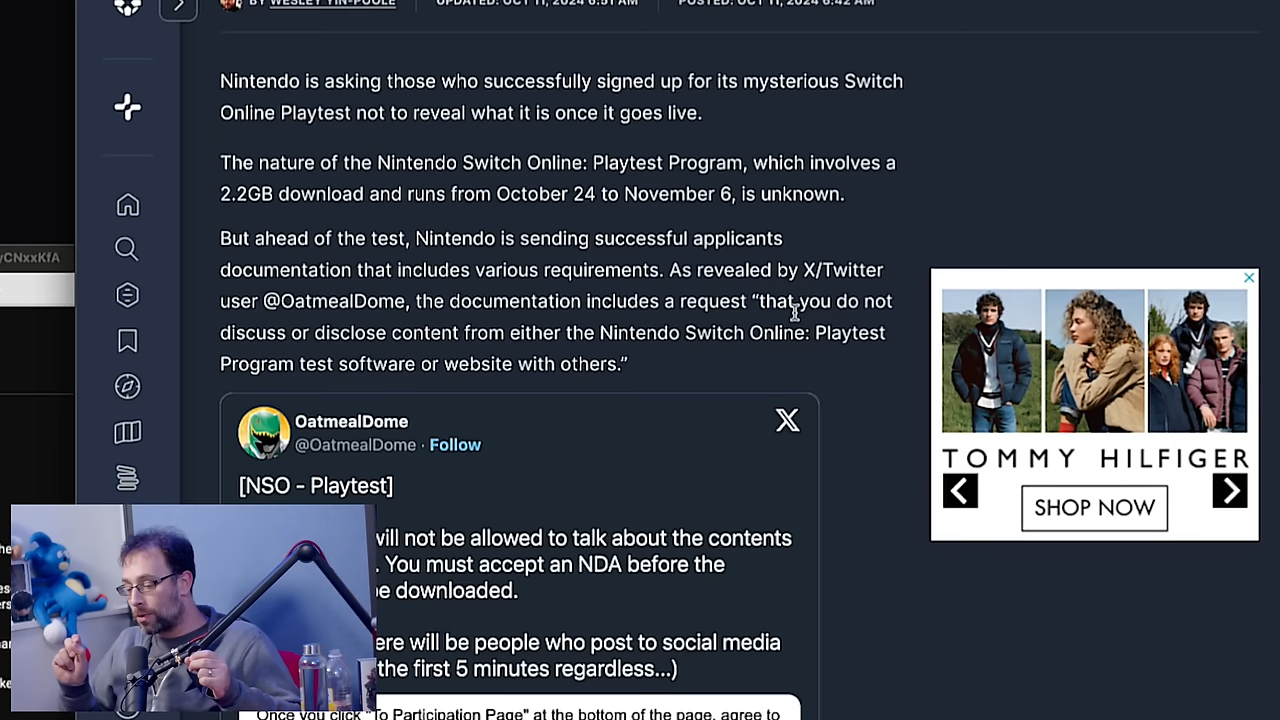 BY WESLEY YIN-POOLE
UPDATED: OCT 11, 2024 6:51 AM
POSTED: OCT 11, 2024 6:42 AM
Nintendo is asking those who successfully signed up for its mysterious Switch
Online Playtest not to reveal what it is once it goes live.
The nature of the Nintendo Switch Online: Playtest Program, which involves a
2.2GB download and runs from October 24 to November 6, is unknown.
But ahead of the test, Nintendo is sending successful applicants
documentation that includes various requirements. As revealed by X/Twitter
user @OatmealDome, the documentation includes a request “that you do not
discuss or disclose content from either the Nintendo Switch Online: Playtest
Program test software or website with others.”
OatmealDome
@OatmealDome · Follow
[NSO - Playtest]
will not be allowed to talk about the contents
. You must accept an NDA before the
be downloaded.
ere will be people who post to social media
the first 5 minutes regardless...)
Once you click "To Participation Page" at the bottom of the page, agree to
yCNxxKfA
TOMMY HILFIGER
SHOP NOW